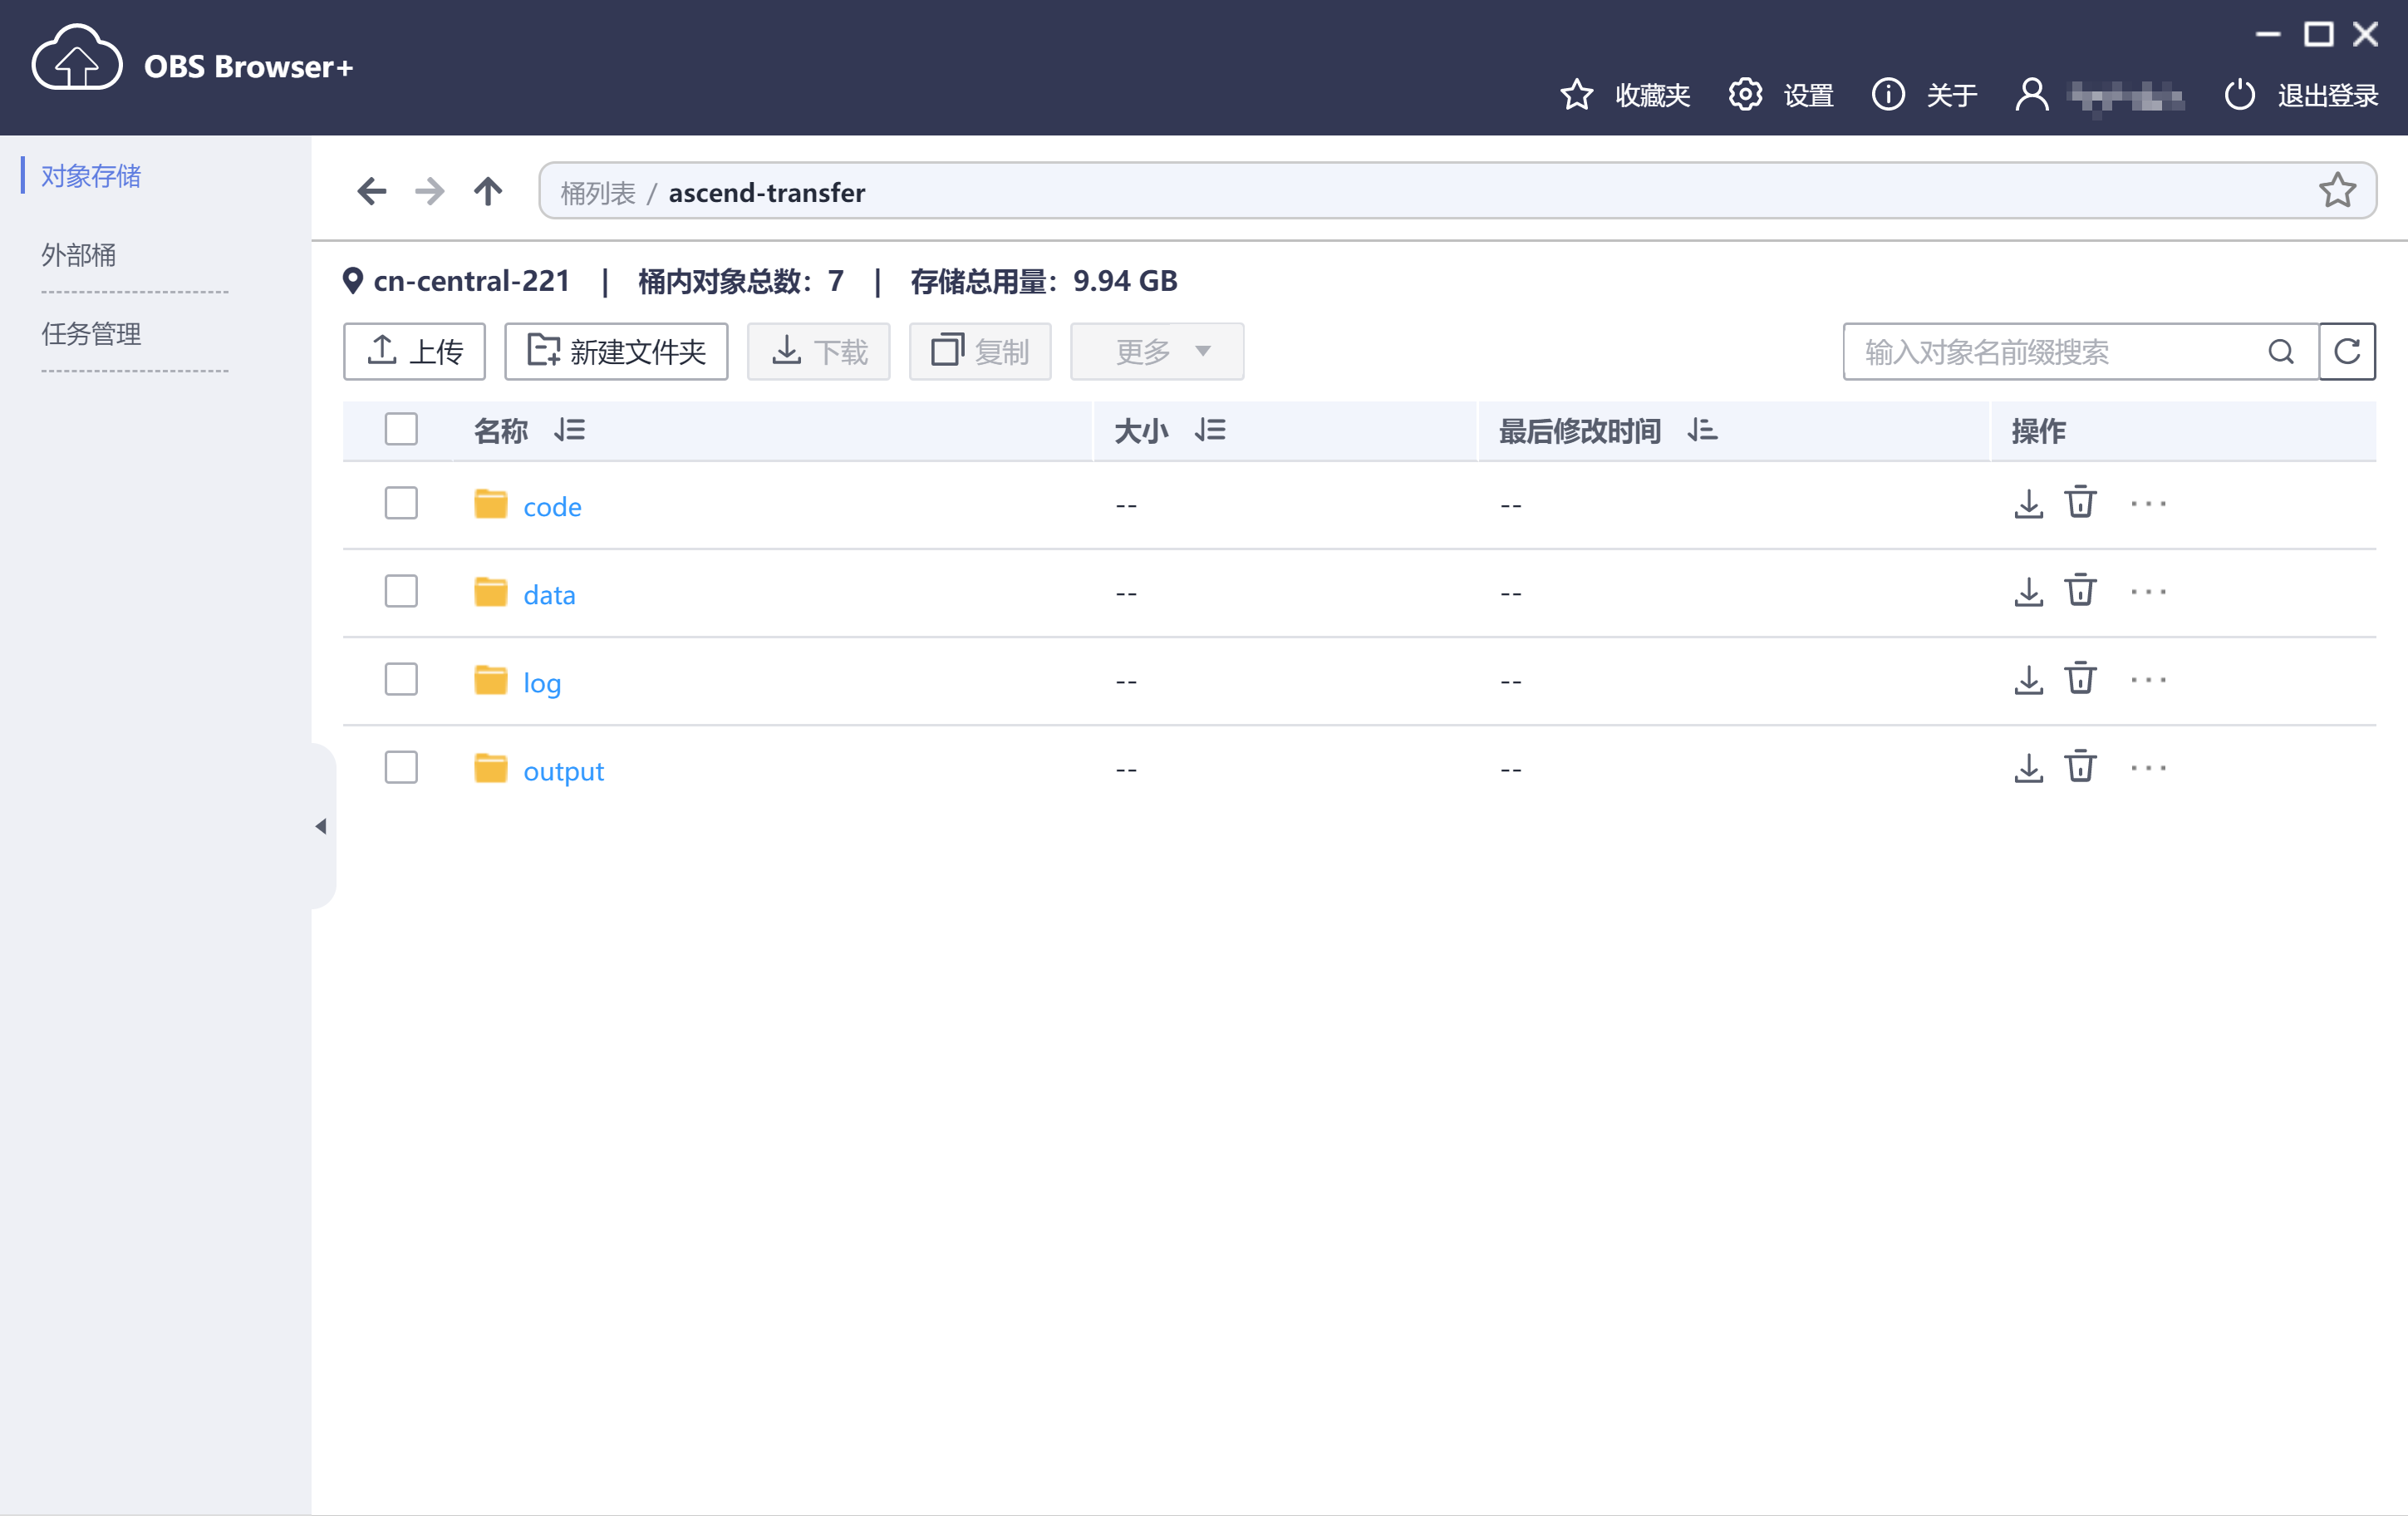 OBS Browser+
收藏夹 设置 关于 退出登录
对象存储
外部桶
任务管理
桶列表 / ascend-transfer
cn-central-221 | 桶内对象总数：7 | 存储总用量：9.94 GB
上传 新建文件夹 下载 复制 更多 输入对象名前缀搜索
名称 大小 最后修改时间 操作
code -- -- ···
data -- -- ···
log -- -- ···
output -- -- ···